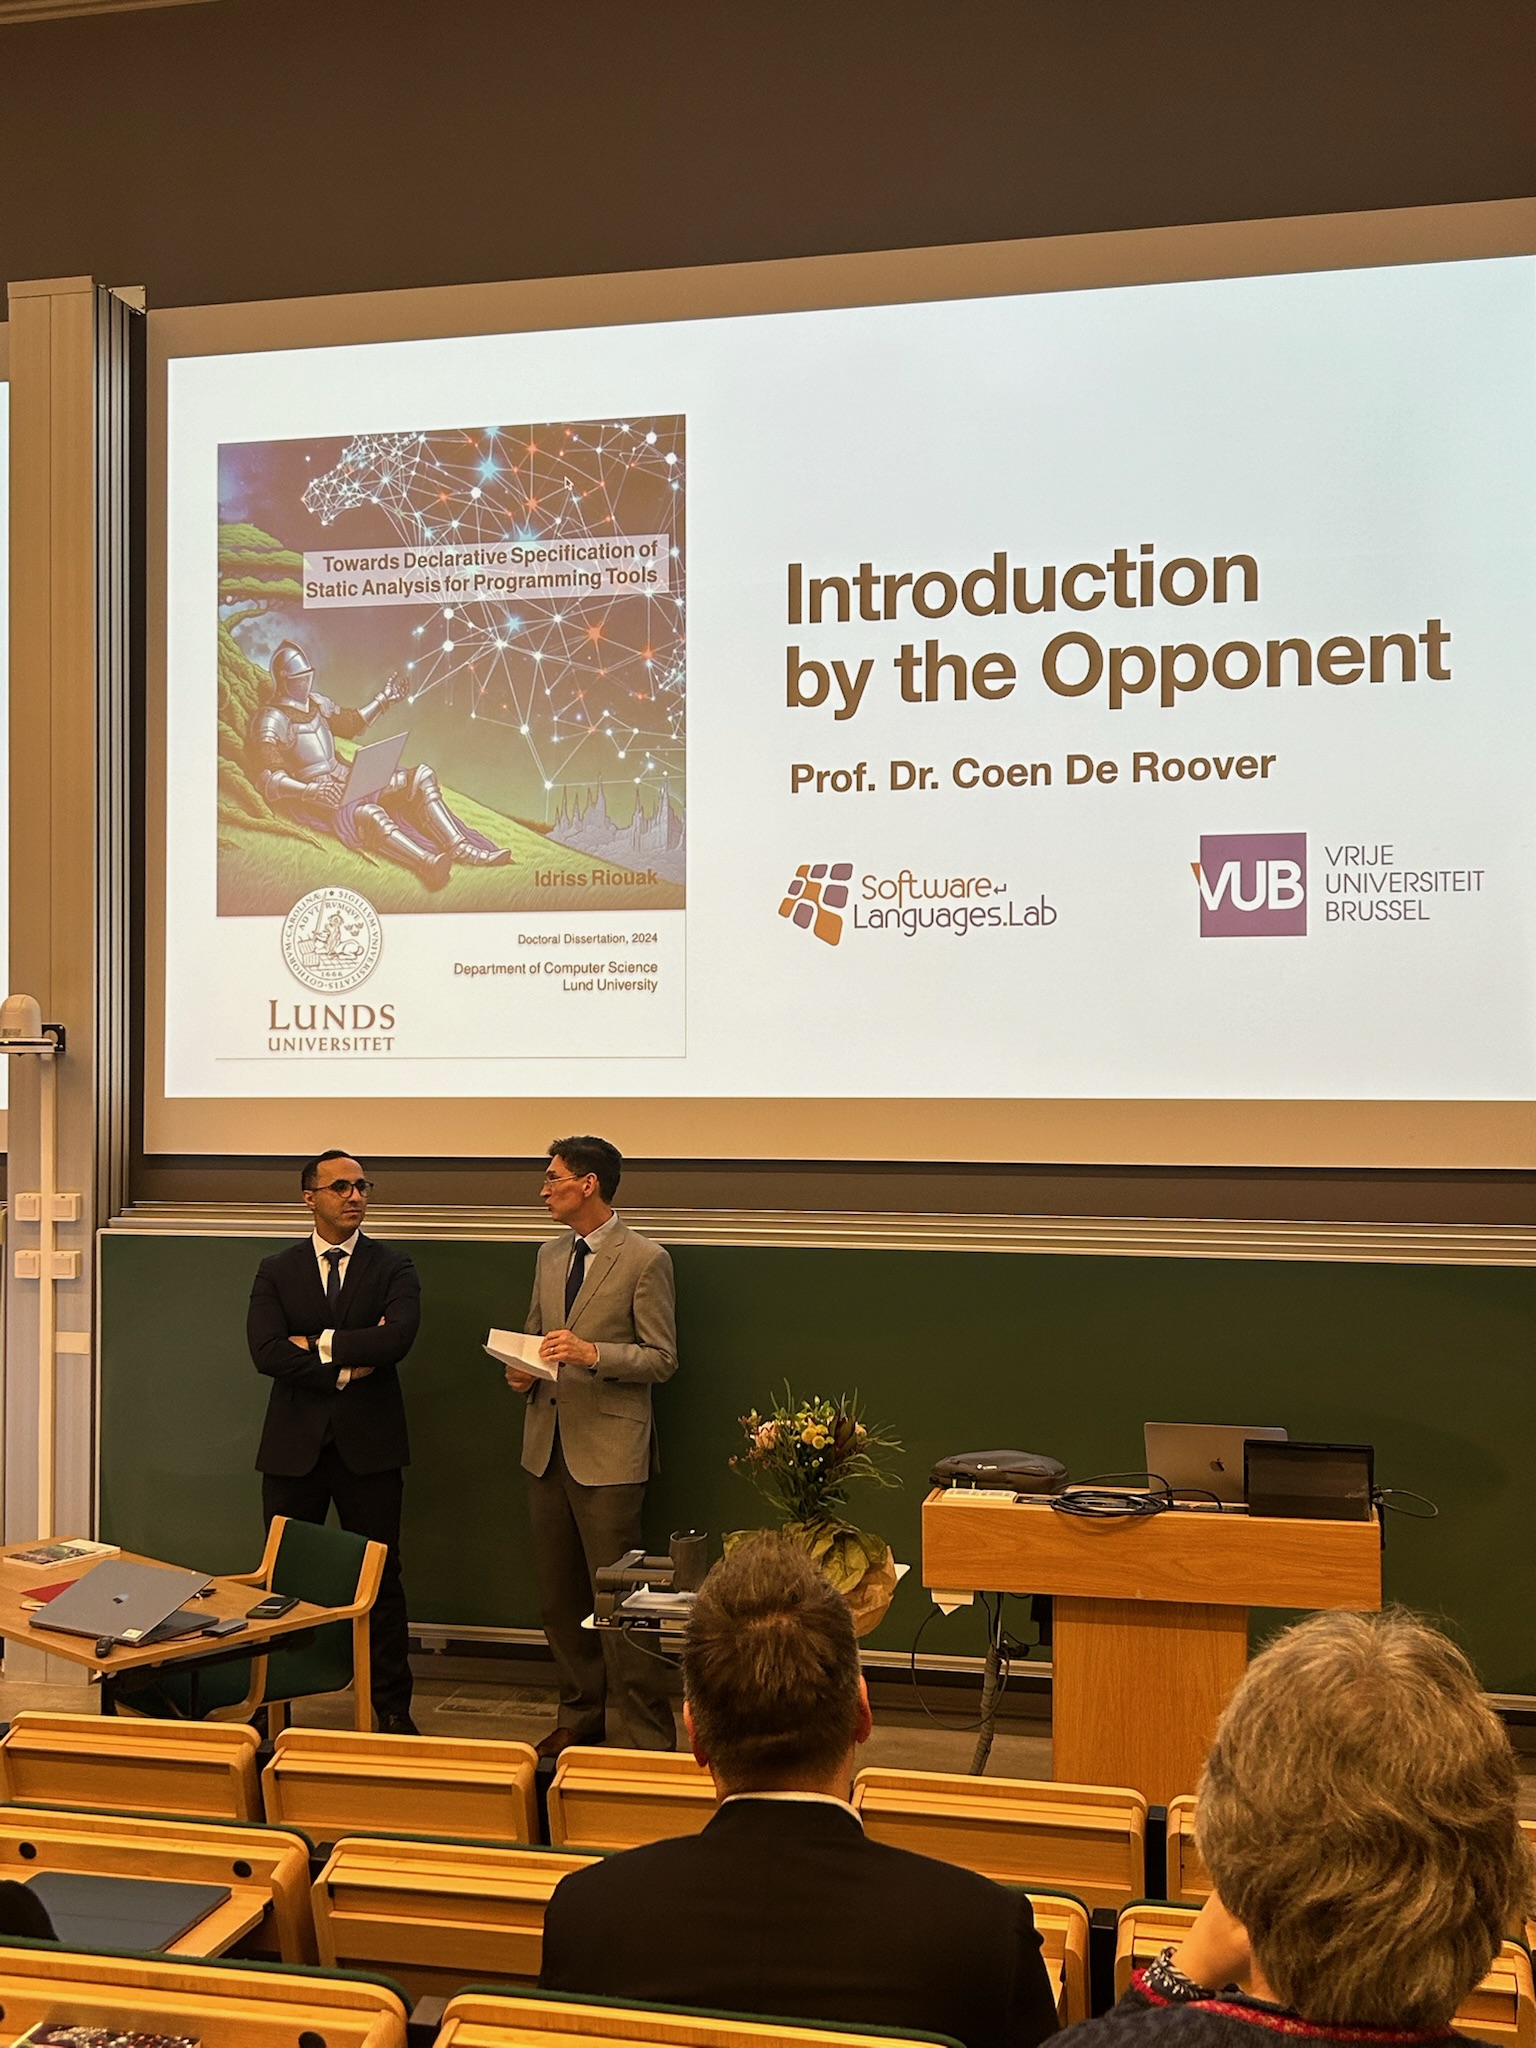 Towards Declarative Specification of
Static Analysis for Programming Tools
Idriss Riouak
LUNDS
UNIVERSITET
Doctoral Dissertation, 2024
Department of Computer Science
Lund University
Introduction
by the Opponent
Prof. Dr. Coen De Roover
Software
Languages.Lab
VUB
VRIJE
UNIVERSITEIT
BRUSSEL